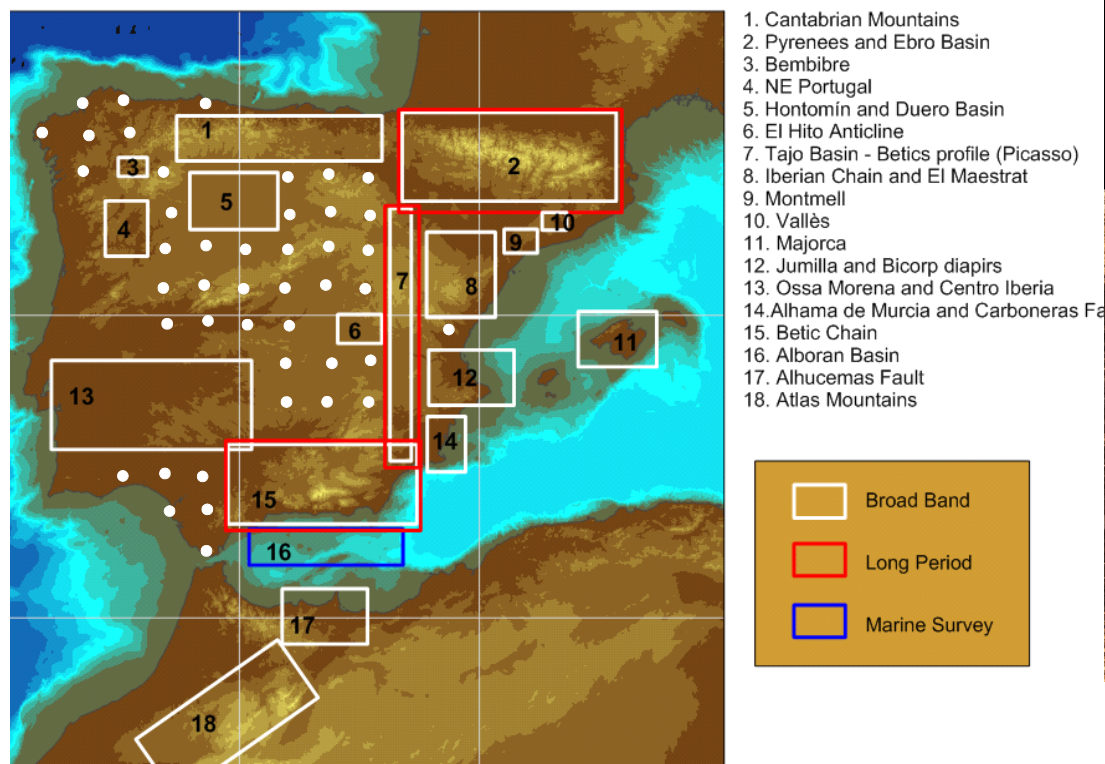 1. Cantabrian Mountains
2. Pyrenees and Ebro Basin
3. Bembibre
4. NE Portugal
5. Hontomín and Duero Basin
6. El Hito Anticline
7. Tajo Basin - Betics profile (Picasso)
8. Iberian Chain and El Maestrat
9. Montmell
10. Vallès
11. Majorca
12. Jumilla and Bicorp diapirs
13. Ossa Morena and Centro Iberia
14.Alhama de Murcia and Carboneras Fa
15. Betic Chain
16. Alboran Basin
17. Alhucemas Fault
18. Atlas Mountains
1
2
3
4
5
10
9
7
8
6
11
12
13
14
15
16
17
18
Broad Band
Long Period
Marine Survey